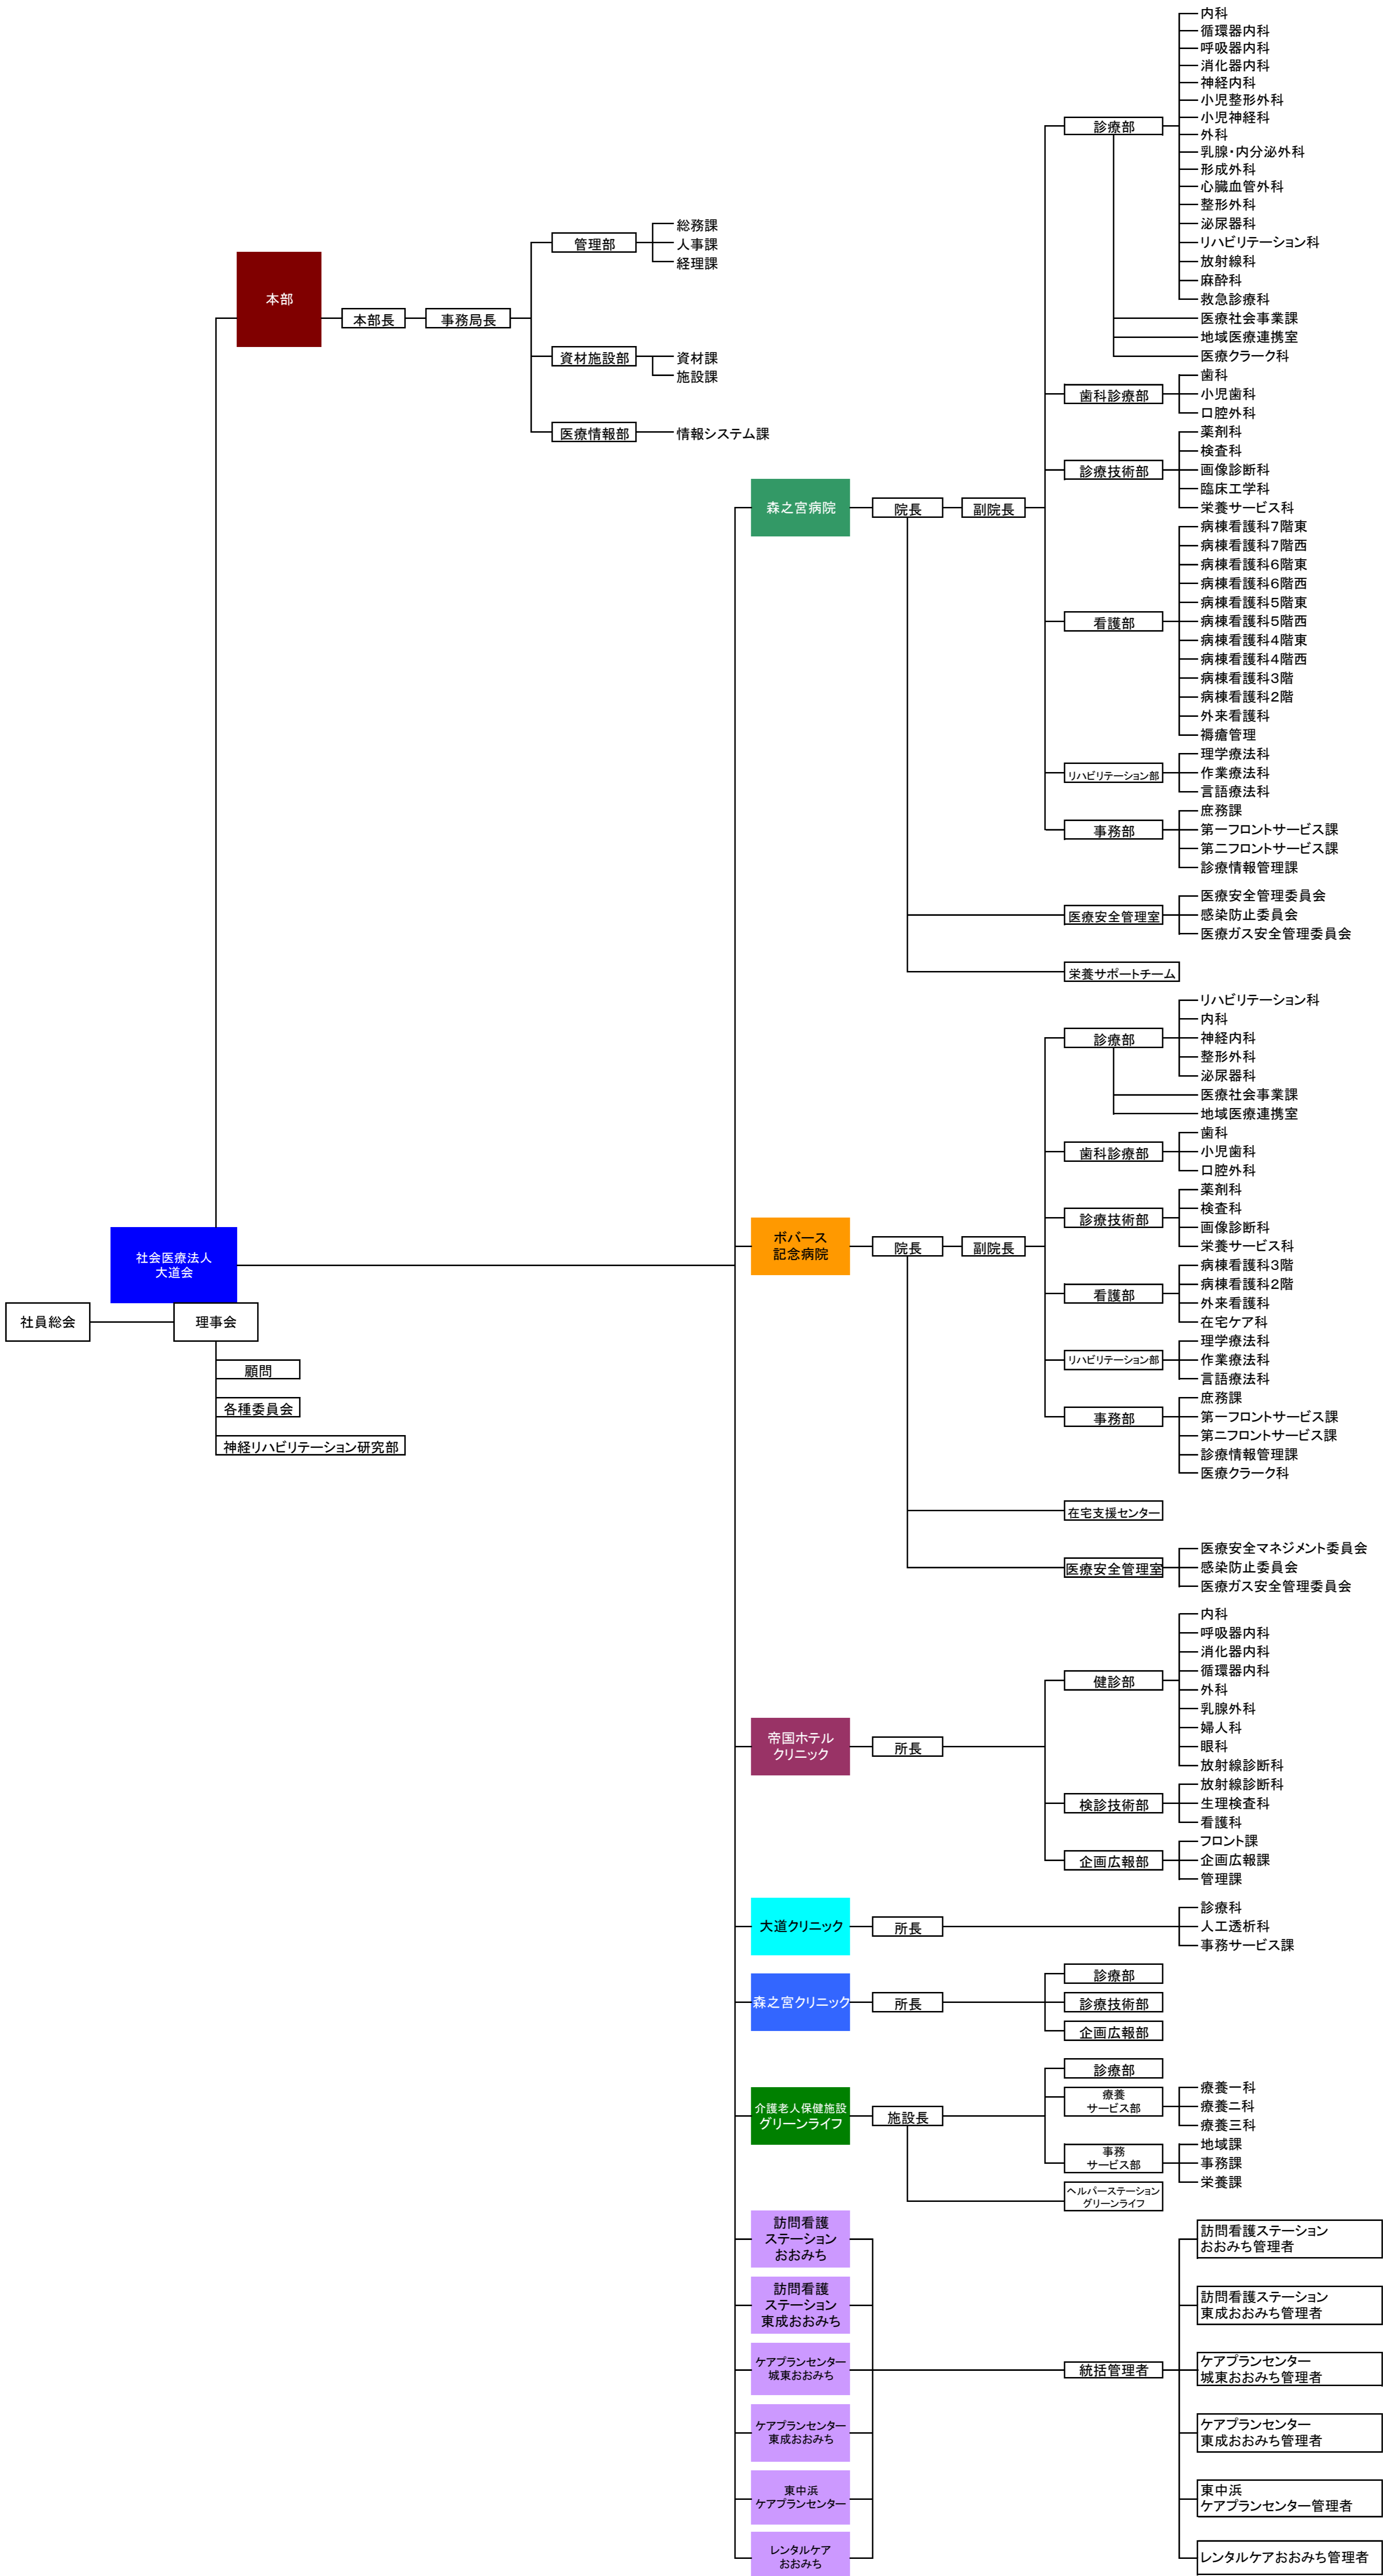 内科
循環器内科
呼吸器内科
消化器内科
神経内科
小児整形外科
小児神経科
診療部
外科
乳腺・内分泌外科
形成外科
心臓血管外科
整形外科
泌尿器科
リハビリテーション科
放射線科
麻酔科
救急診療科
医療社会事業課
地域医療連携室
医療クラーク科
総務課
管理部
人事課
経理課
本部
本部長
事務局長
資材施設部
資材課
施設課
医療情報部
情報システム課
歯科
歯科診療部
小児歯科
口腔外科
薬剤科
検査科
診療技術部
画像診断科
臨床工学科
栄養サービス科
森之宮病院
院長
副院長
病棟看護科7階東
病棟看護科7階西
病棟看護科6階東
病棟看護科6階西
病棟看護科5階東
看護部
病棟看護科5階西
病棟看護科4階東
病棟看護科4階西
病棟看護科3階
病棟看護科2階
外来看護科
褥瘡管理
理学療法科
リハビリテーション部
作業療法科
言語療法科
庶務課
事務部
第一フロントサービス課
第二フロントサービス課
診療情報管理課
医療安全管理委員会
医療安全管理室
感染防止委員会
医療ガス安全管理委員会
栄養サポートチーム
リハビリテーション科
内科
診療部
神経内科
整形外科
泌尿器科
医療社会事業課
地域医療連携室
歯科
歯科診療部
小児歯科
口腔外科
薬剤科
検査科
診療技術部
画像診断科
栄養サービス科
社会医療法人
大道会
ボバース
記念病院
院長
副院長
病棟看護科3階
病棟看護科2階
看護部
外来看護科
在宅ケア科
社員総会
理事会
顧問
各種委員会
神経リハビリテーション研究部
理学療法科
リハビリテーション部
作業療法科
言語療法科
庶務課
事務部
第一フロントサービス課
第二フロントサービス課
診療情報管理課
医療クラーク科
在宅支援センター
医療安全マネジメント委員会
医療安全管理室
感染防止委員会
医療ガス安全管理委員会
内科
呼吸器内科
消化器内科
循環器内科
健診部
外科
乳腺外科
婦人科
眼科
放射線診断科
帝国ホテル
クリニック
所長
放射線診断科
検診技術部
生理検査科
看護科
フロント課
企画広報部
企画広報課
管理課
大道クリニック
所長
診療科
人工透析科
事務サービス課
森之宮クリニック
所長
診療部
診療技術部
企画広報部
介護老人保健施設
グリーンライフ
施設長
診療部
療養
サービス部
療養一科
療養二科
療養三科
事務
サービス部
地域課
事務課
栄養課
ヘルパーステーション
グリーンライフ
訪問看護
ステーション
おおみち
訪問看護ステーション
おおみち管理者
訪問看護
ステーション
東成おおみち
訪問看護ステーション
東成おおみち管理者
ケアプランセンター
城東おおみち
統括管理者
ケアプランセンター
城東おおみち管理者
ケアプランセンター
東成おおみち
ケアプランセンター
東成おおみち管理者
東中浜
ケアプランセンター
東中浜
ケアプランセンター管理者
レンタルケア
おおみち
レンタルケアおおみち管理者